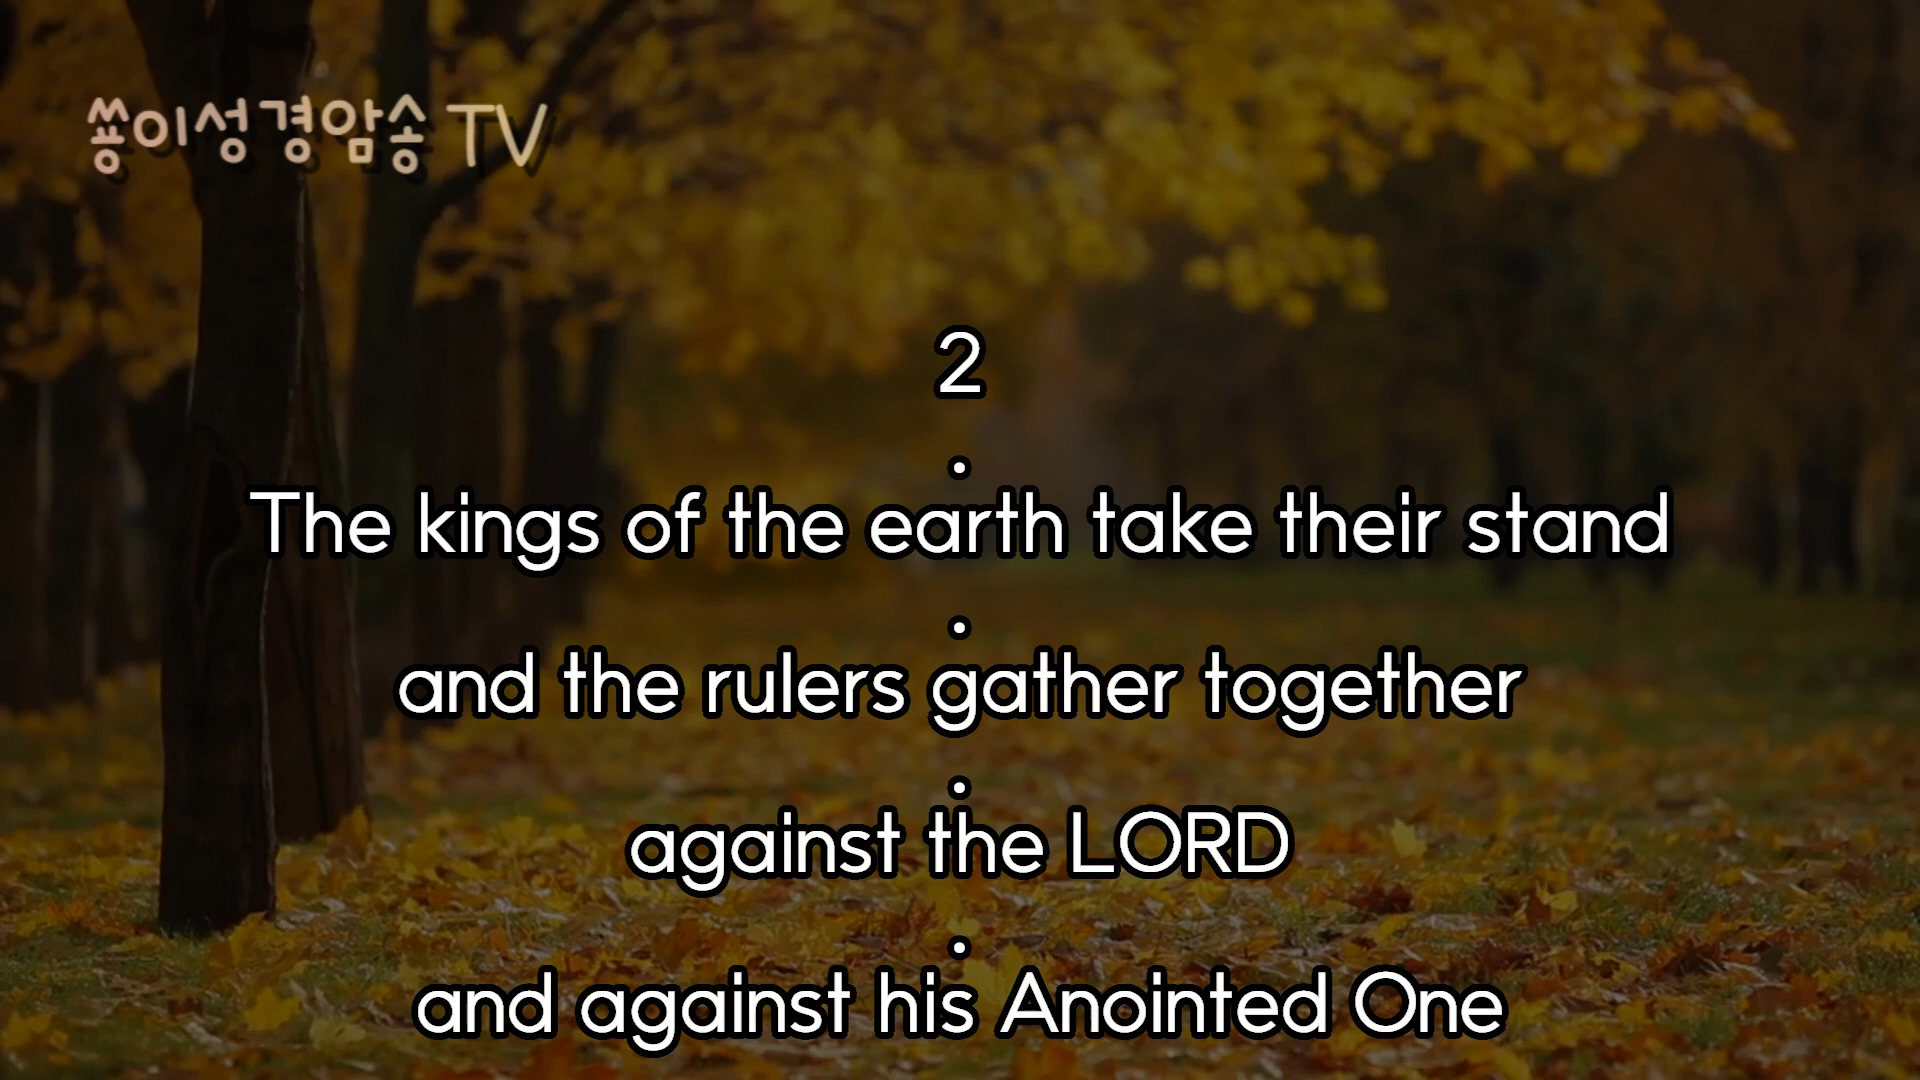 쑝이성경암송 TV
2
.
The kings of the earth take their stand
.
and the rulers gather together
.
against the LORD
.
and against his Anointed One